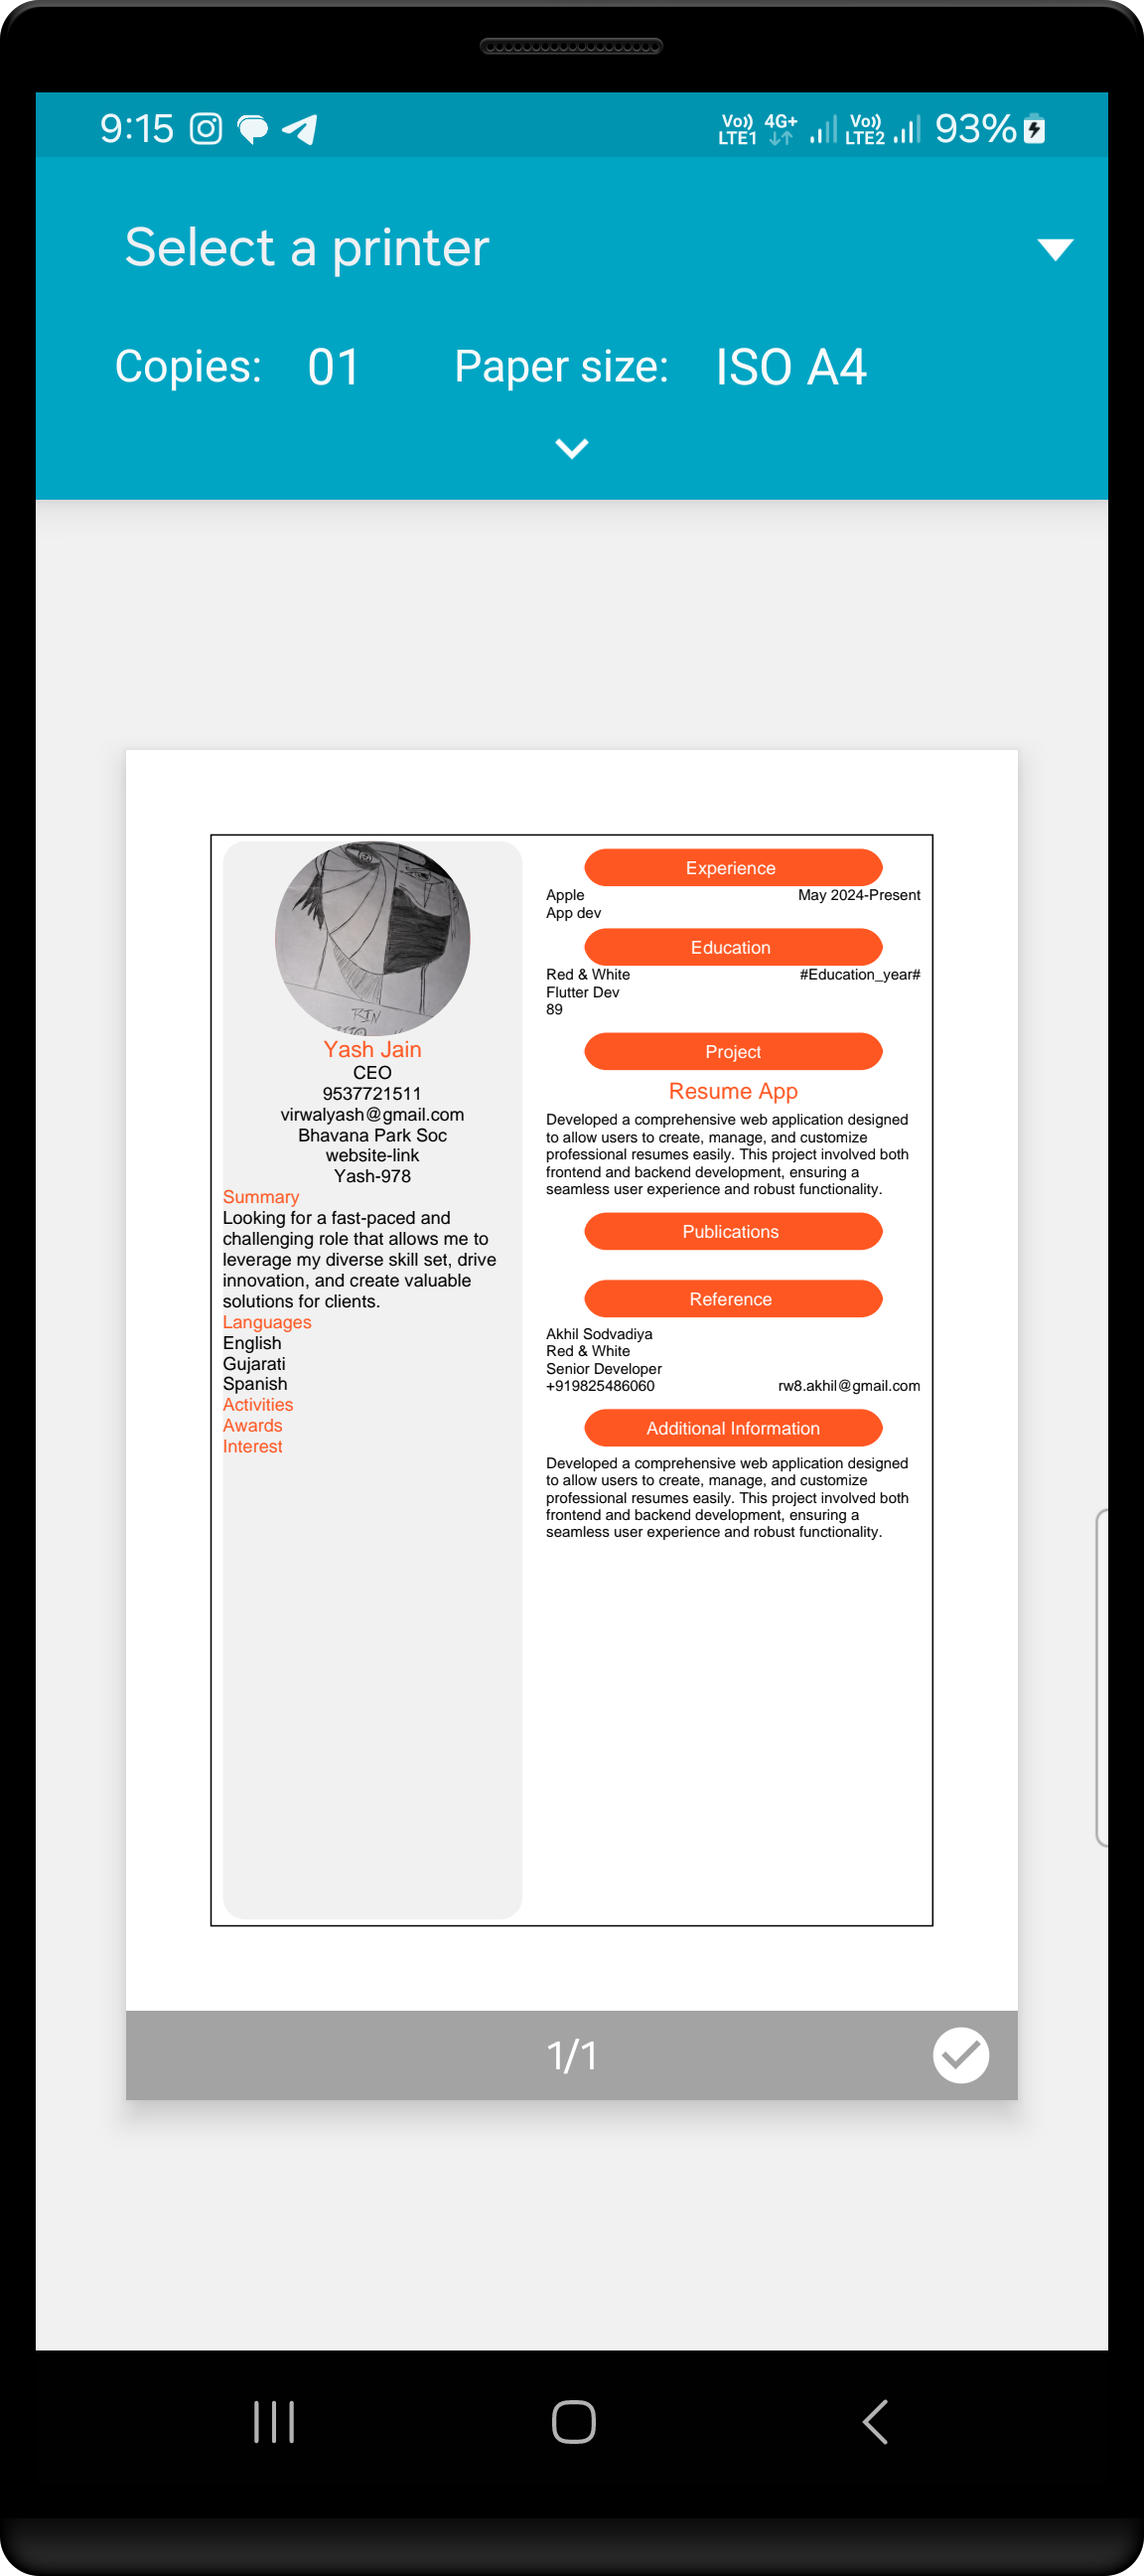 9:15
Vo)) LTE1
4G+
Vo)) LTE2
93%
Select a printer
Copies: 01 Paper size: ISO A4
Yash Jain
CEO
9537721511
virwalyash@gmail.com
Bhavana Park Soc
website-link
Yash-978
Summary
Looking for a fast-paced and
challenging role that allows me to
leverage my diverse skill set, drive
innovation, and create valuable
solutions for clients.
Languages
English
Gujarati
Spanish
Activities
Awards
Interest
Experience
Apple May 2024-Present
App dev
Education
Red & White #Education_year#
Flutter Dev
89
Project
Resume App
Developed a comprehensive web application designed
to allow users to create, manage, and customize
professional resumes easily. This project involved both
frontend and backend development, ensuring a
seamless user experience and robust functionality.
Publications
Reference
Akhil Sodvadiya
Red & White
Senior Developer
+919825486060 rw8.akhil@gmail.com
Additional Information
Developed a comprehensive web application designed
to allow users to create, manage, and customize
professional resumes easily. This project involved both
frontend and backend development, ensuring a
seamless user experience and robust functionality.
1/1